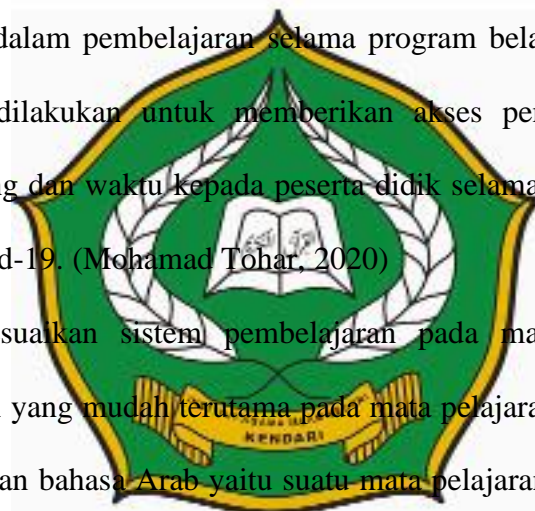 dalam pembelajaran selama program bela
dilakukan untuk memberikan akses pe
ng dan waktu kepada peserta didik selama
d-19. (Mohamad Tohar, 2020)
suaikan sistem pembelajaran pada ma
yang mudah terutama pada mata pelajara
KENDARI
an bahasa Arab yaitu suatu mata pelajaran